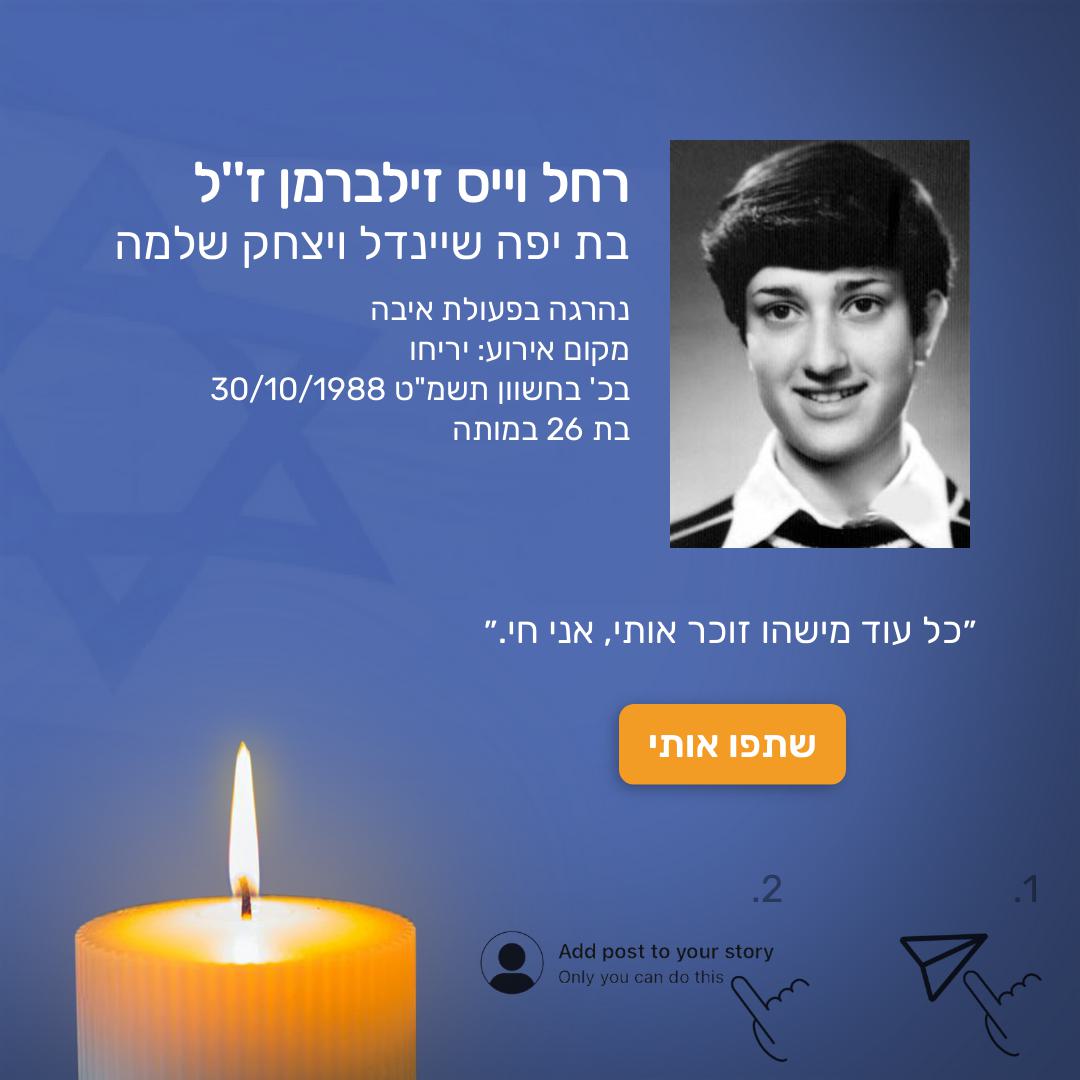 רחל וייס זילברמן ז''ל
בת יפה שיינדל ויצחק שלמה
נהרגה בפעולת איבה
מקום אירוע: יריחו
בכ' בחשוון תשמ"ט 30/10/1988
בת 26 במותה
״כל עוד מישהו זוכר אותי, אני חי.״
שתפו אותי
1.
2.
Add post to your story
Only you can do this